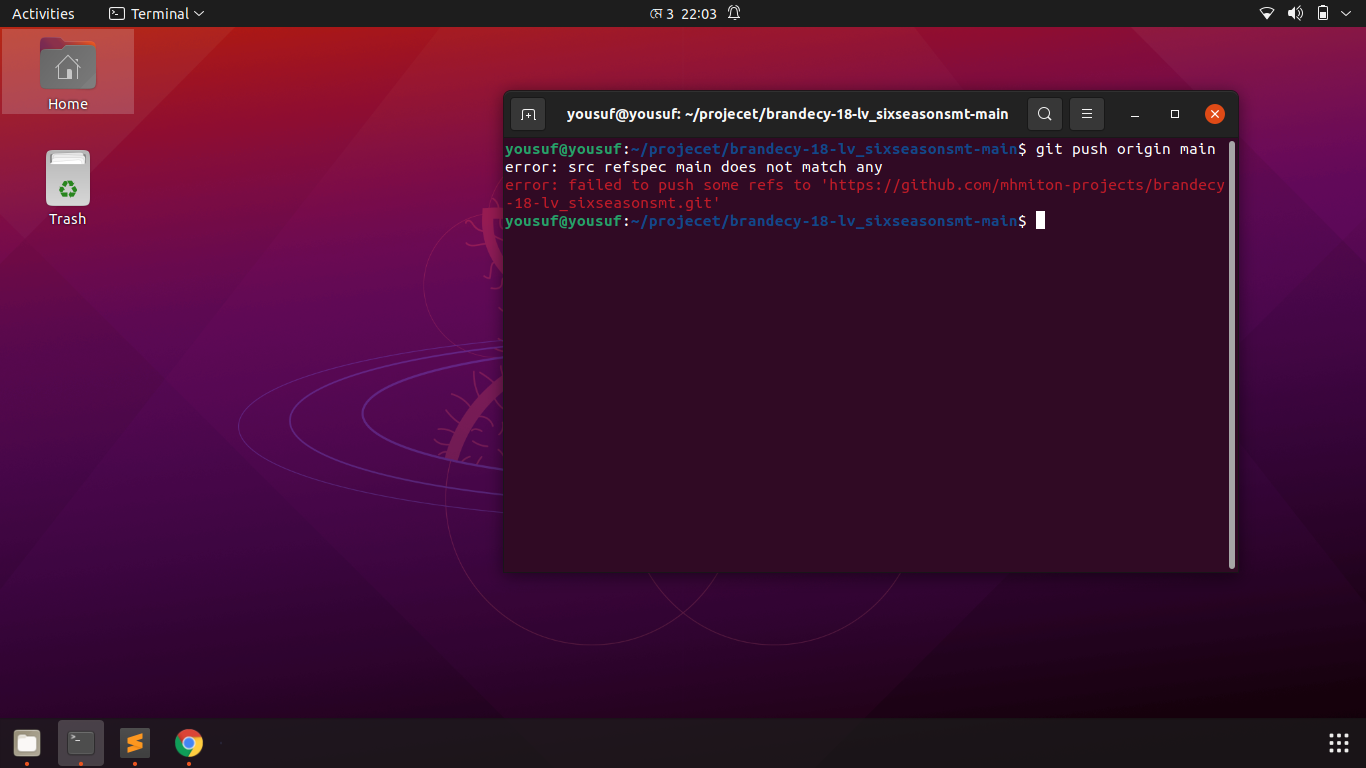 Activities
Terminal
মে 3 22:03
Home
Trash
yousuf@yousuf: ~/projecet/brandecy-18-lv_sixseasonsmt-main
yousuf@yousuf:~/projecet/brandecy-18-lv_sixseasonsmt-main$ git push origin main
error: src refspec main does not match any
error: failed to push some refs to 'https://github.com/mhmiton-projects/brandecy
-18-lv_sixseasonsmt.git'
yousuf@yousuf:~/projecet/brandecy-18-lv_sixseasonsmt-main$